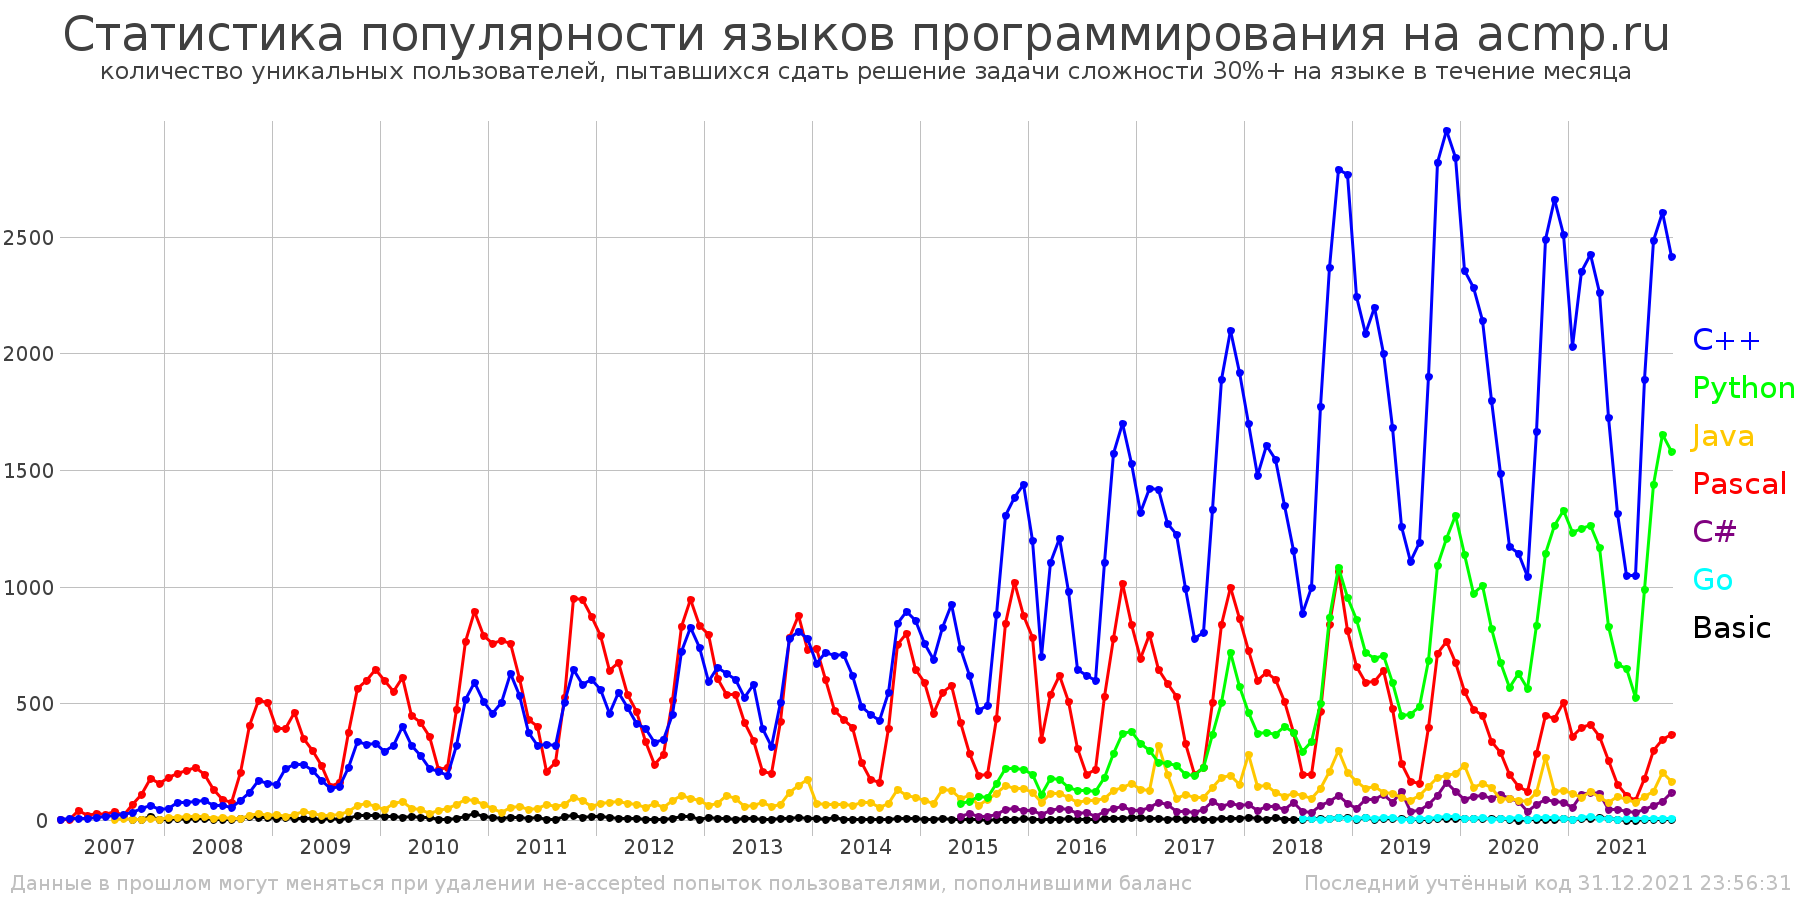 Статистика популярности языков программирования на acmp.ru
количество уникальных пользователей, пытавшихся сдать решение задачи сложности 30%+ на языке в течение месяца
2500
2000
1500
1000
500
0
C++
Python
Java
Pascal
C#
Go
Basic
2007 2008 2009 2010 2011 2012 2013 2014 2015 2016 2017 2018 2019 2020 2021
Данные в прошлом могут меняться при удалении не-accepted попыток пользователями, пополнившими баланс
Последний учтённый код 31.12.2021 23:56:31